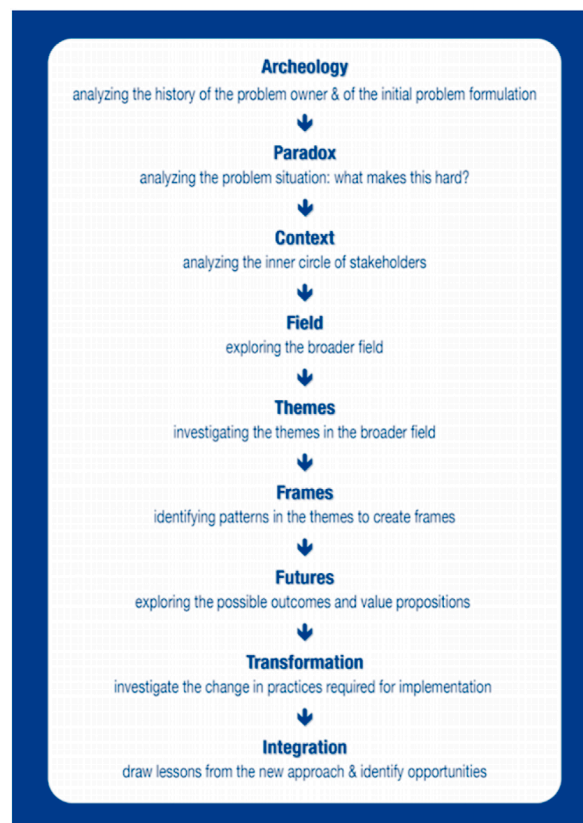 Archeology
analyzing the history of the problem owner & of the initial problem formulation
Paradox
analyzing the problem situation: what makes this hard?
Context
analyzing the inner circle of stakeholders
Field
exploring the broader field
Themes
investigating the themes in the broader field
Frames
identifying patterns in the themes to create frames
Futures
exploring the possible outcomes and value propositions
Transformation
investigate the change in practices required for implementation
Integration
draw lessons from the new approach & identify opportunities